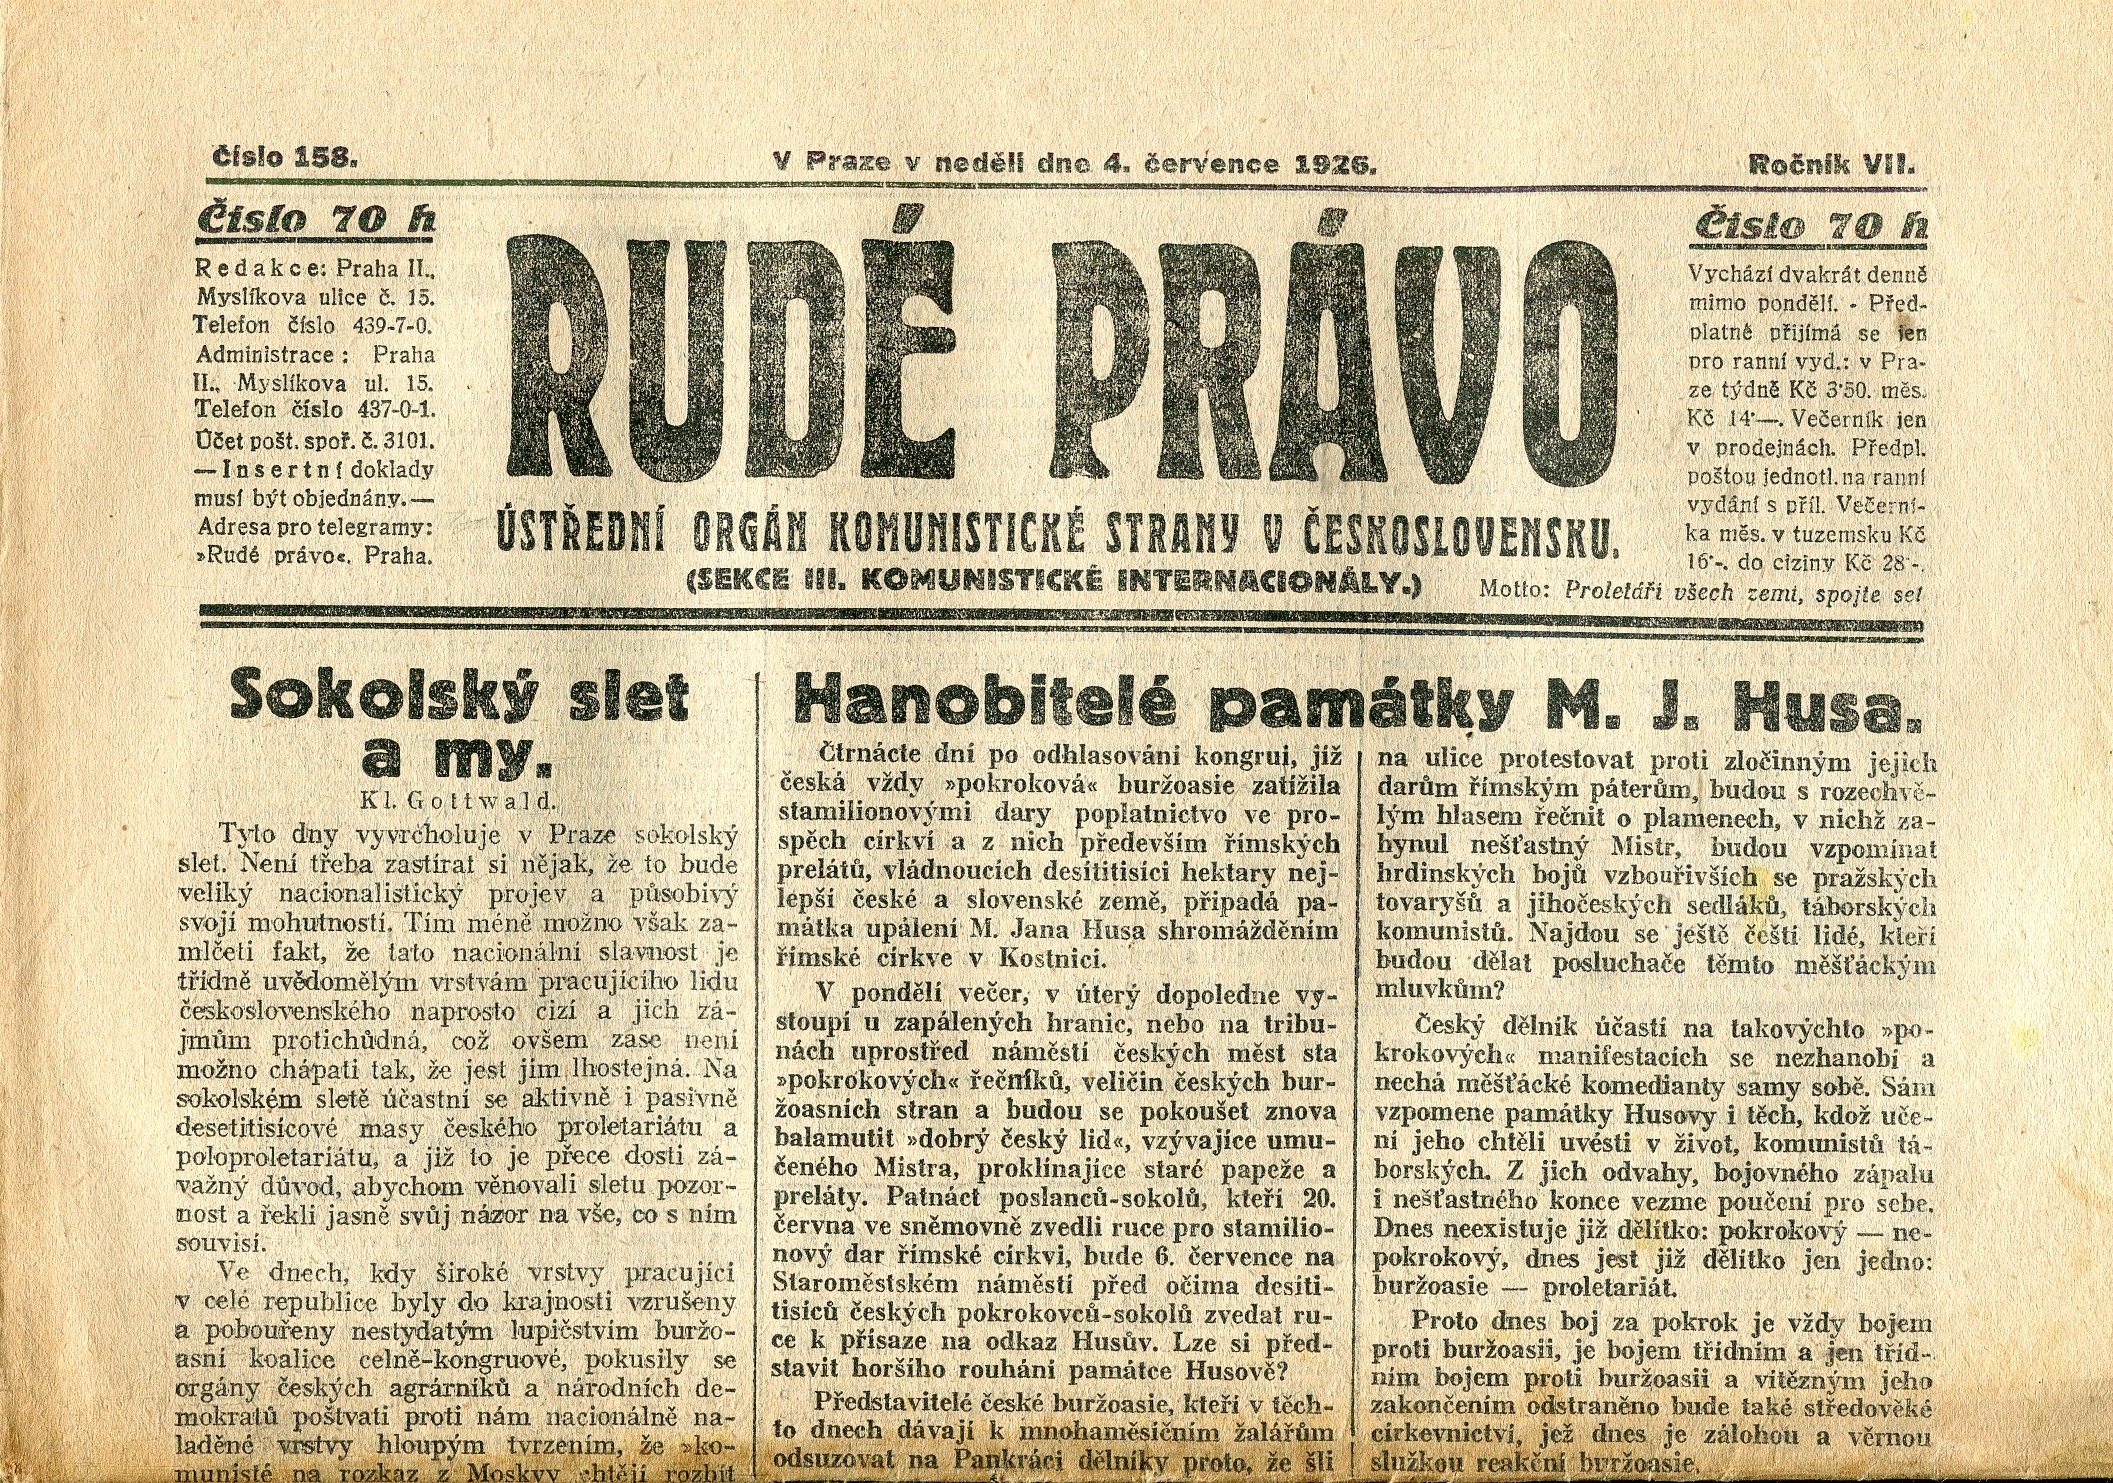 Číslo 158.
V Praze v neděli dne 4. července 1926.
Ročník VII.
Číslo 70 h
Redakce: Praha II.,
Myslíkova ulice č. 15.
Telefon číslo 439-7-0.
Administrace: Praha
II., Myslíkova ul. 15.
Telefon číslo 437-0-1.
Účet pošt. spoř. č. 3101.
— Insertní doklady
musí být objednány. —
Adresa pro telegramy:
»Rudé právo«. Praha.
RUDÉ PRÁVO
ÚSTŘEDNÍ ORGÁN KOMUNISTICKÉ STRANY V ČESKOSLOVENSKU.
(SEKCE III. KOMUNISTICKÉ INTERNACIONÁLY.)
Číslo 70 h
Vychází dvakrát denně
mimo pondělí. - Před-
platné přijímá se jen
pro ranní vyd.: v Pra-
ze týdně Kč 3·50. měs.
Kč 14·—. Večerník jen
v prodejnách. Předpl.
poštou jednotl. na ranní
vydání s příl. Večerní-
ka měs. v tuzemsku Kč
16·-. do ciziny Kč 28·-.
Motto: Proletáři všech zemí, spojte se!
Sokolský slet
a my.
Kl. Gottwald.
Tyto dny vyvrcholuje v Praze sokolský
slet. Není třeba zastírat si nějak, že to bude
veliký nacionalistický projev a působivý
svojí mohutností. Tím méně možno však za-
mlčeti fakt, že tato nacionální slavnost je
třídně uvědomělým vrstvám pracujícího lidu
československého naprosto cizí a jich zá-
jmům protichůdná, což ovšem zase není
možno chápati tak, že jest jim lhostejná. Na
sokolském sletě účastní se aktivně i pasivně
desetitisícové masy českého proletariátu a
poloproletariátu, a již to je přece dosti zá-
važný důvod, abychom věnovali sletu pozor-
nost a řekli jasně svůj názor na vše, co s ním
souvisí.
Ve dnech, kdy široké vrstvy pracující
v celé republice byly do krajnosti vzrušeny
a pobouřeny nestydatým lupičstvím buržo-
asní koalice celně-kongruové, pokusily se
orgány českých agrárníků a národních de-
mokratů poštvati proti nám nacionálně na-
laděné vrstvy hloupým tvrzením, že »ko-
munisté na rozkaz z Moskvy chtějí rozbít
Hanobitelé památky M. J. Husa.
Čtrnácte dní po odhlasování kongrui, jíž
česká vždy »pokroková« buržoasie zatížila
stamilionovými dary poplatnictvo ve pro-
spěch církví a z nich především římských
prelátů, vládnoucích desítitisíci hektary nej-
lepší české a slovenské země, připadá pa-
mátka upálení M. Jana Husa shromážděním
římské církve v Kostnici.
V pondělí večer, v úterý dopoledne vy-
stoupí u zapálených hranic, nebo na tribu-
nách uprostřed náměstí českých měst sta
»pokrokových« řečníků, veličin českých bur-
žoasních stran a budou se pokoušet znova
balamutit »dobrý český lid«, vzývajíce umu-
čeného Mistra, proklínajíce staré papeže a
preláty. Patnáct poslanců-sokolů, kteří 20.
června ve sněmovně zvedli ruce pro stamilio-
nový dar římské církvi, bude 6. července na
Staroměstském náměstí před očima desíti-
tisíců českých pokrokovců-sokolů zvedat ru-
ce k přísaze na odkaz Husův. Lze si před-
stavit horšího rouhání památce Husově?
Představitelé české buržoasie, kteří v těch-
to dnech dávají k mnohaměsíčním žalářům
odsuzovat na Pankráci dělníky proto, že šli
na ulice protestovat proti zločinným jejich
darům římským páterům, budou s rozechvě-
lým hlasem řečnit o plamenech, v nichž za-
hynul nešťastný Mistr, budou vzpomínat
hrdinských bojů vzbouřivších se pražských
tovaryšů a jihočeských sedláků, táborských
komunistů. Najdou se ještě čeští lidé, kteří
budou dělat posluchače těmto měšťáckým
mluvkům?
Český dělník účastí na takovýchto »po-
krokových« manifestacích se nezhanobí a
nechá měšťácké komedianty samy sobě. Sám
vzpomene památky Husovy i těch, kdož uče-
ní jeho chtěli uvésti v život, komunistů tá-
borských. Z jich odvahy, bojovného zápalu
i nešťastného konce vezme poučení pro sebe.
Dnes neexistuje již dělítko: pokrokový — ne-
pokrokový, dnes jest již dělítko jen jedno:
buržoasie — proletariát.
Proto dnes boj za pokrok je vždy bojem
proti buržoasii, je bojem třídním a jen tříd-
ním bojem proti buržoasii a vítězným jeho
zakončením odstraněno bude také středověké
církevnictví, jež dnes je zálohou a věrnou
služkou reakční buržoasie.